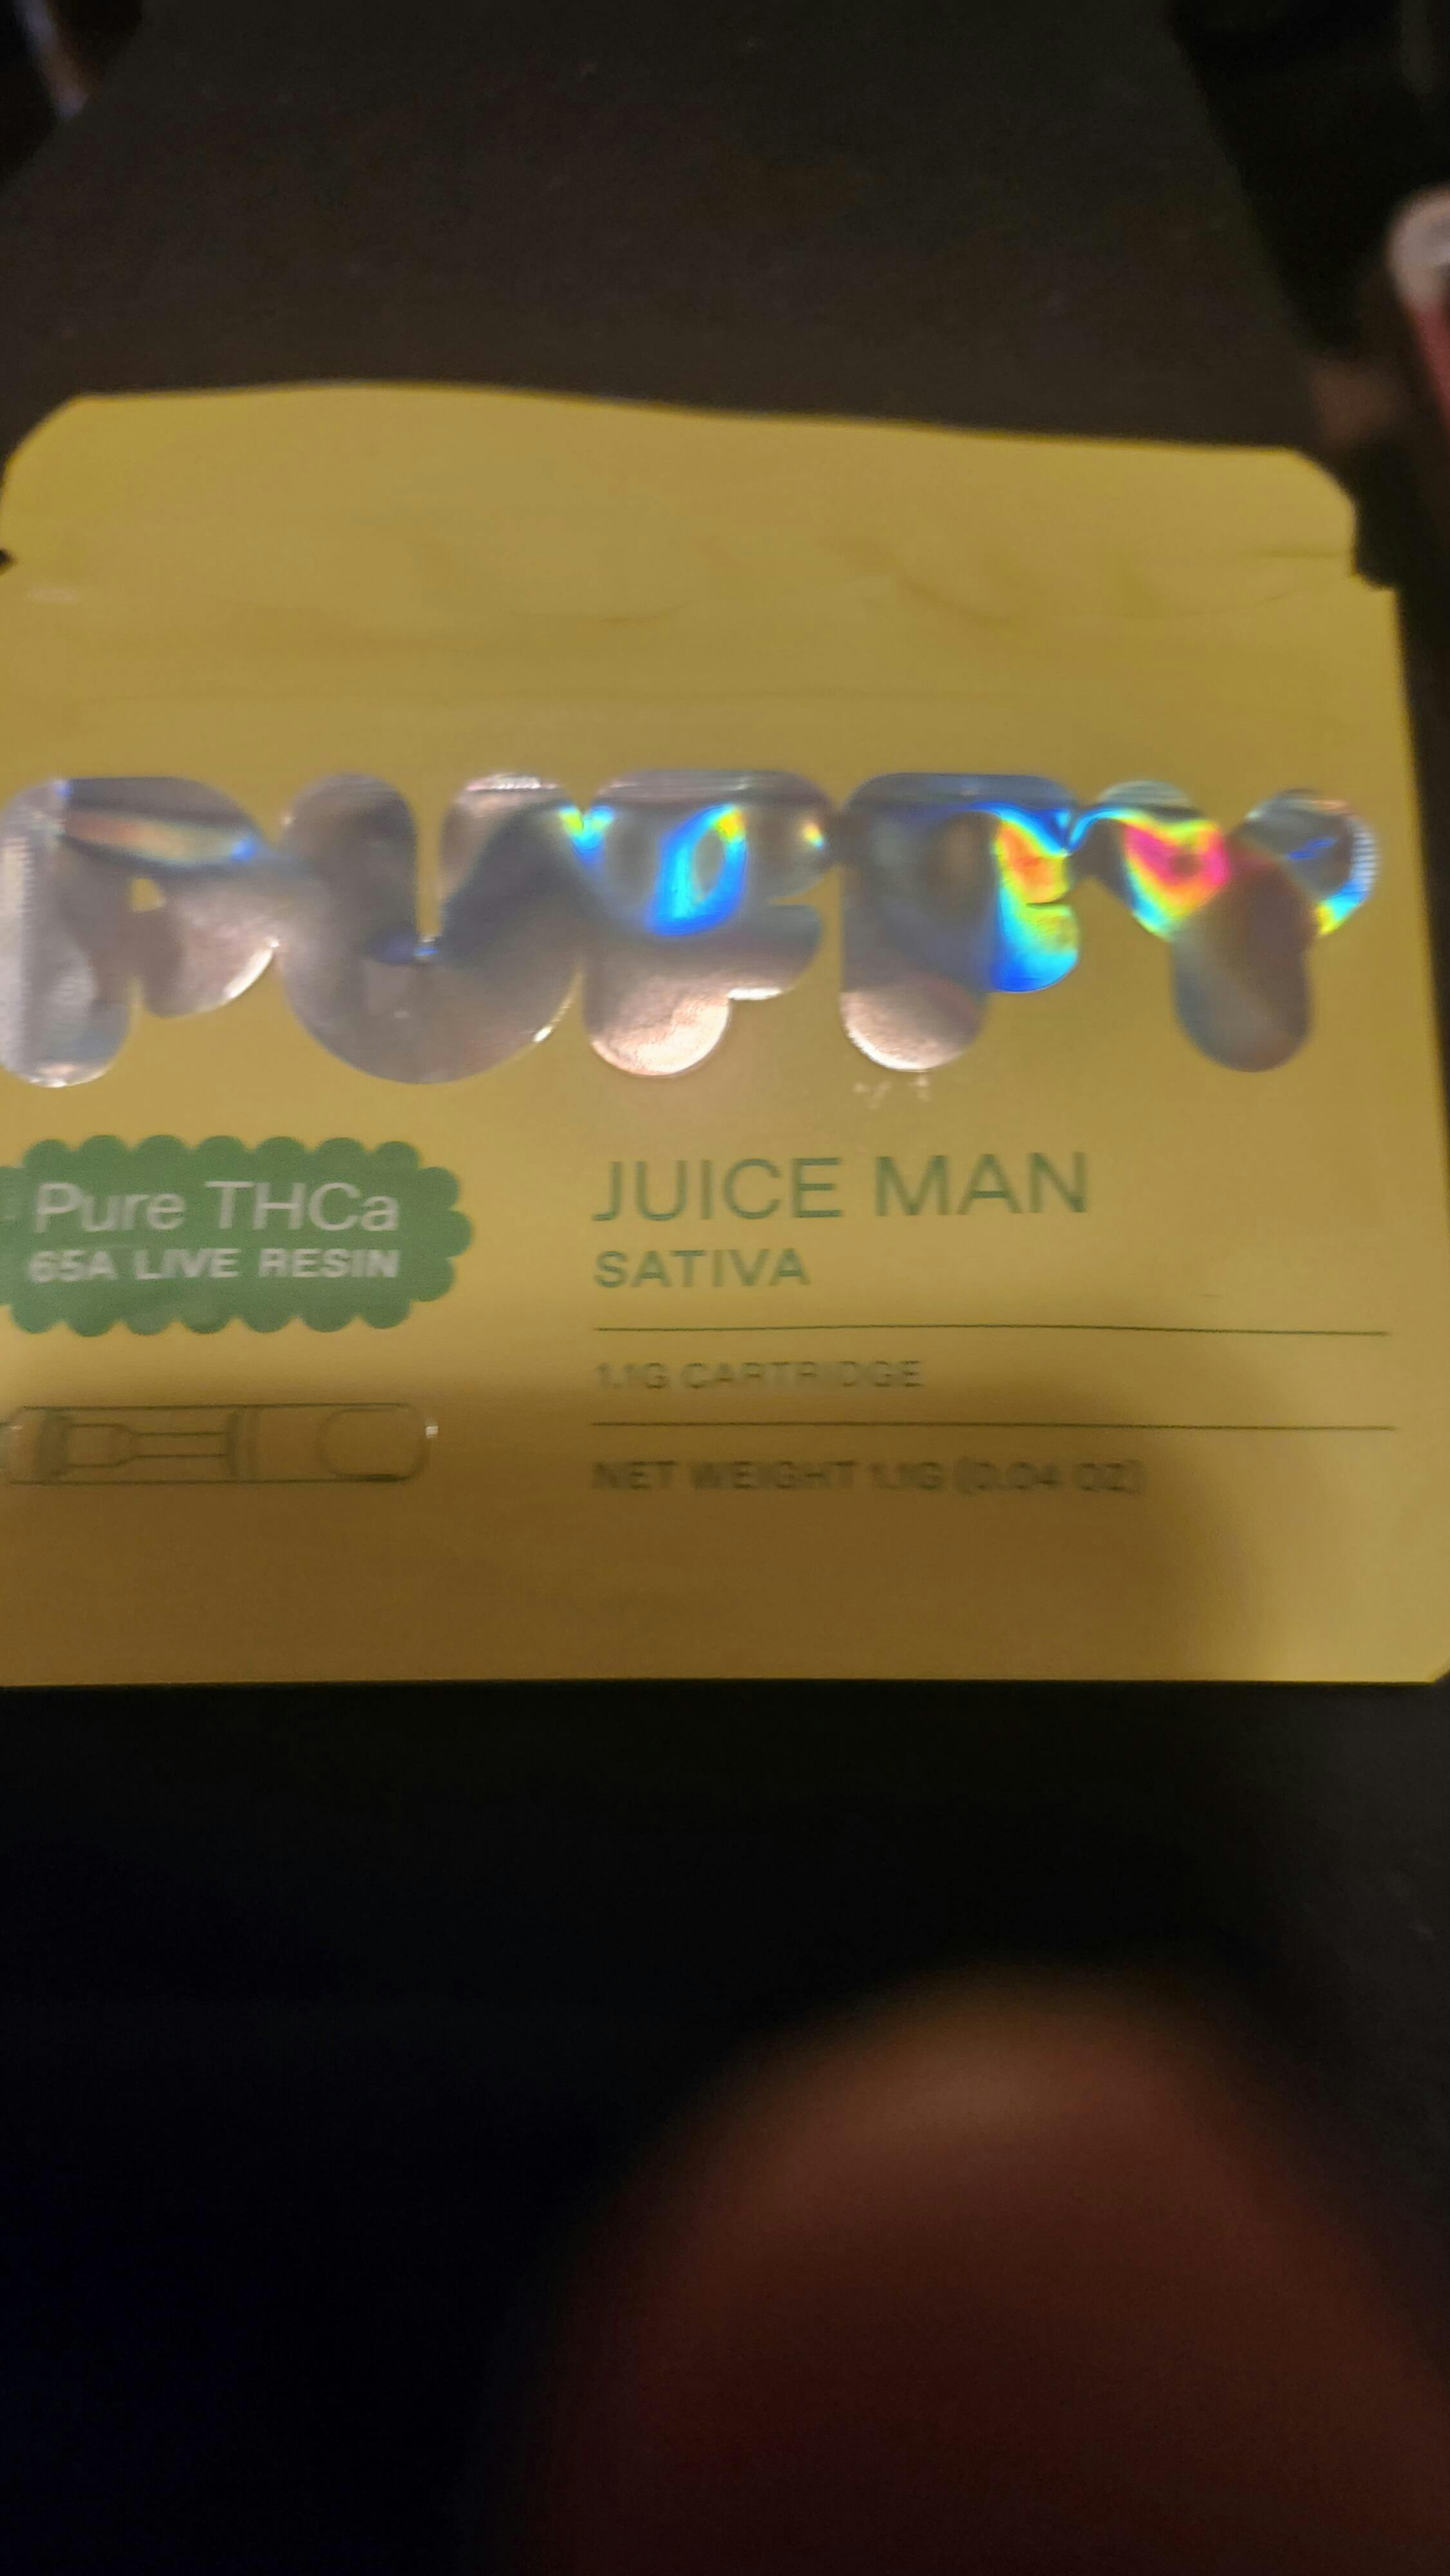 PUFFY
Pure THCa
65A LIVE RESIN
JUICE MAN
SATIVA
1.1G CARTRIDGE
NET WEIGHT 1.1G (0.04 OZ)